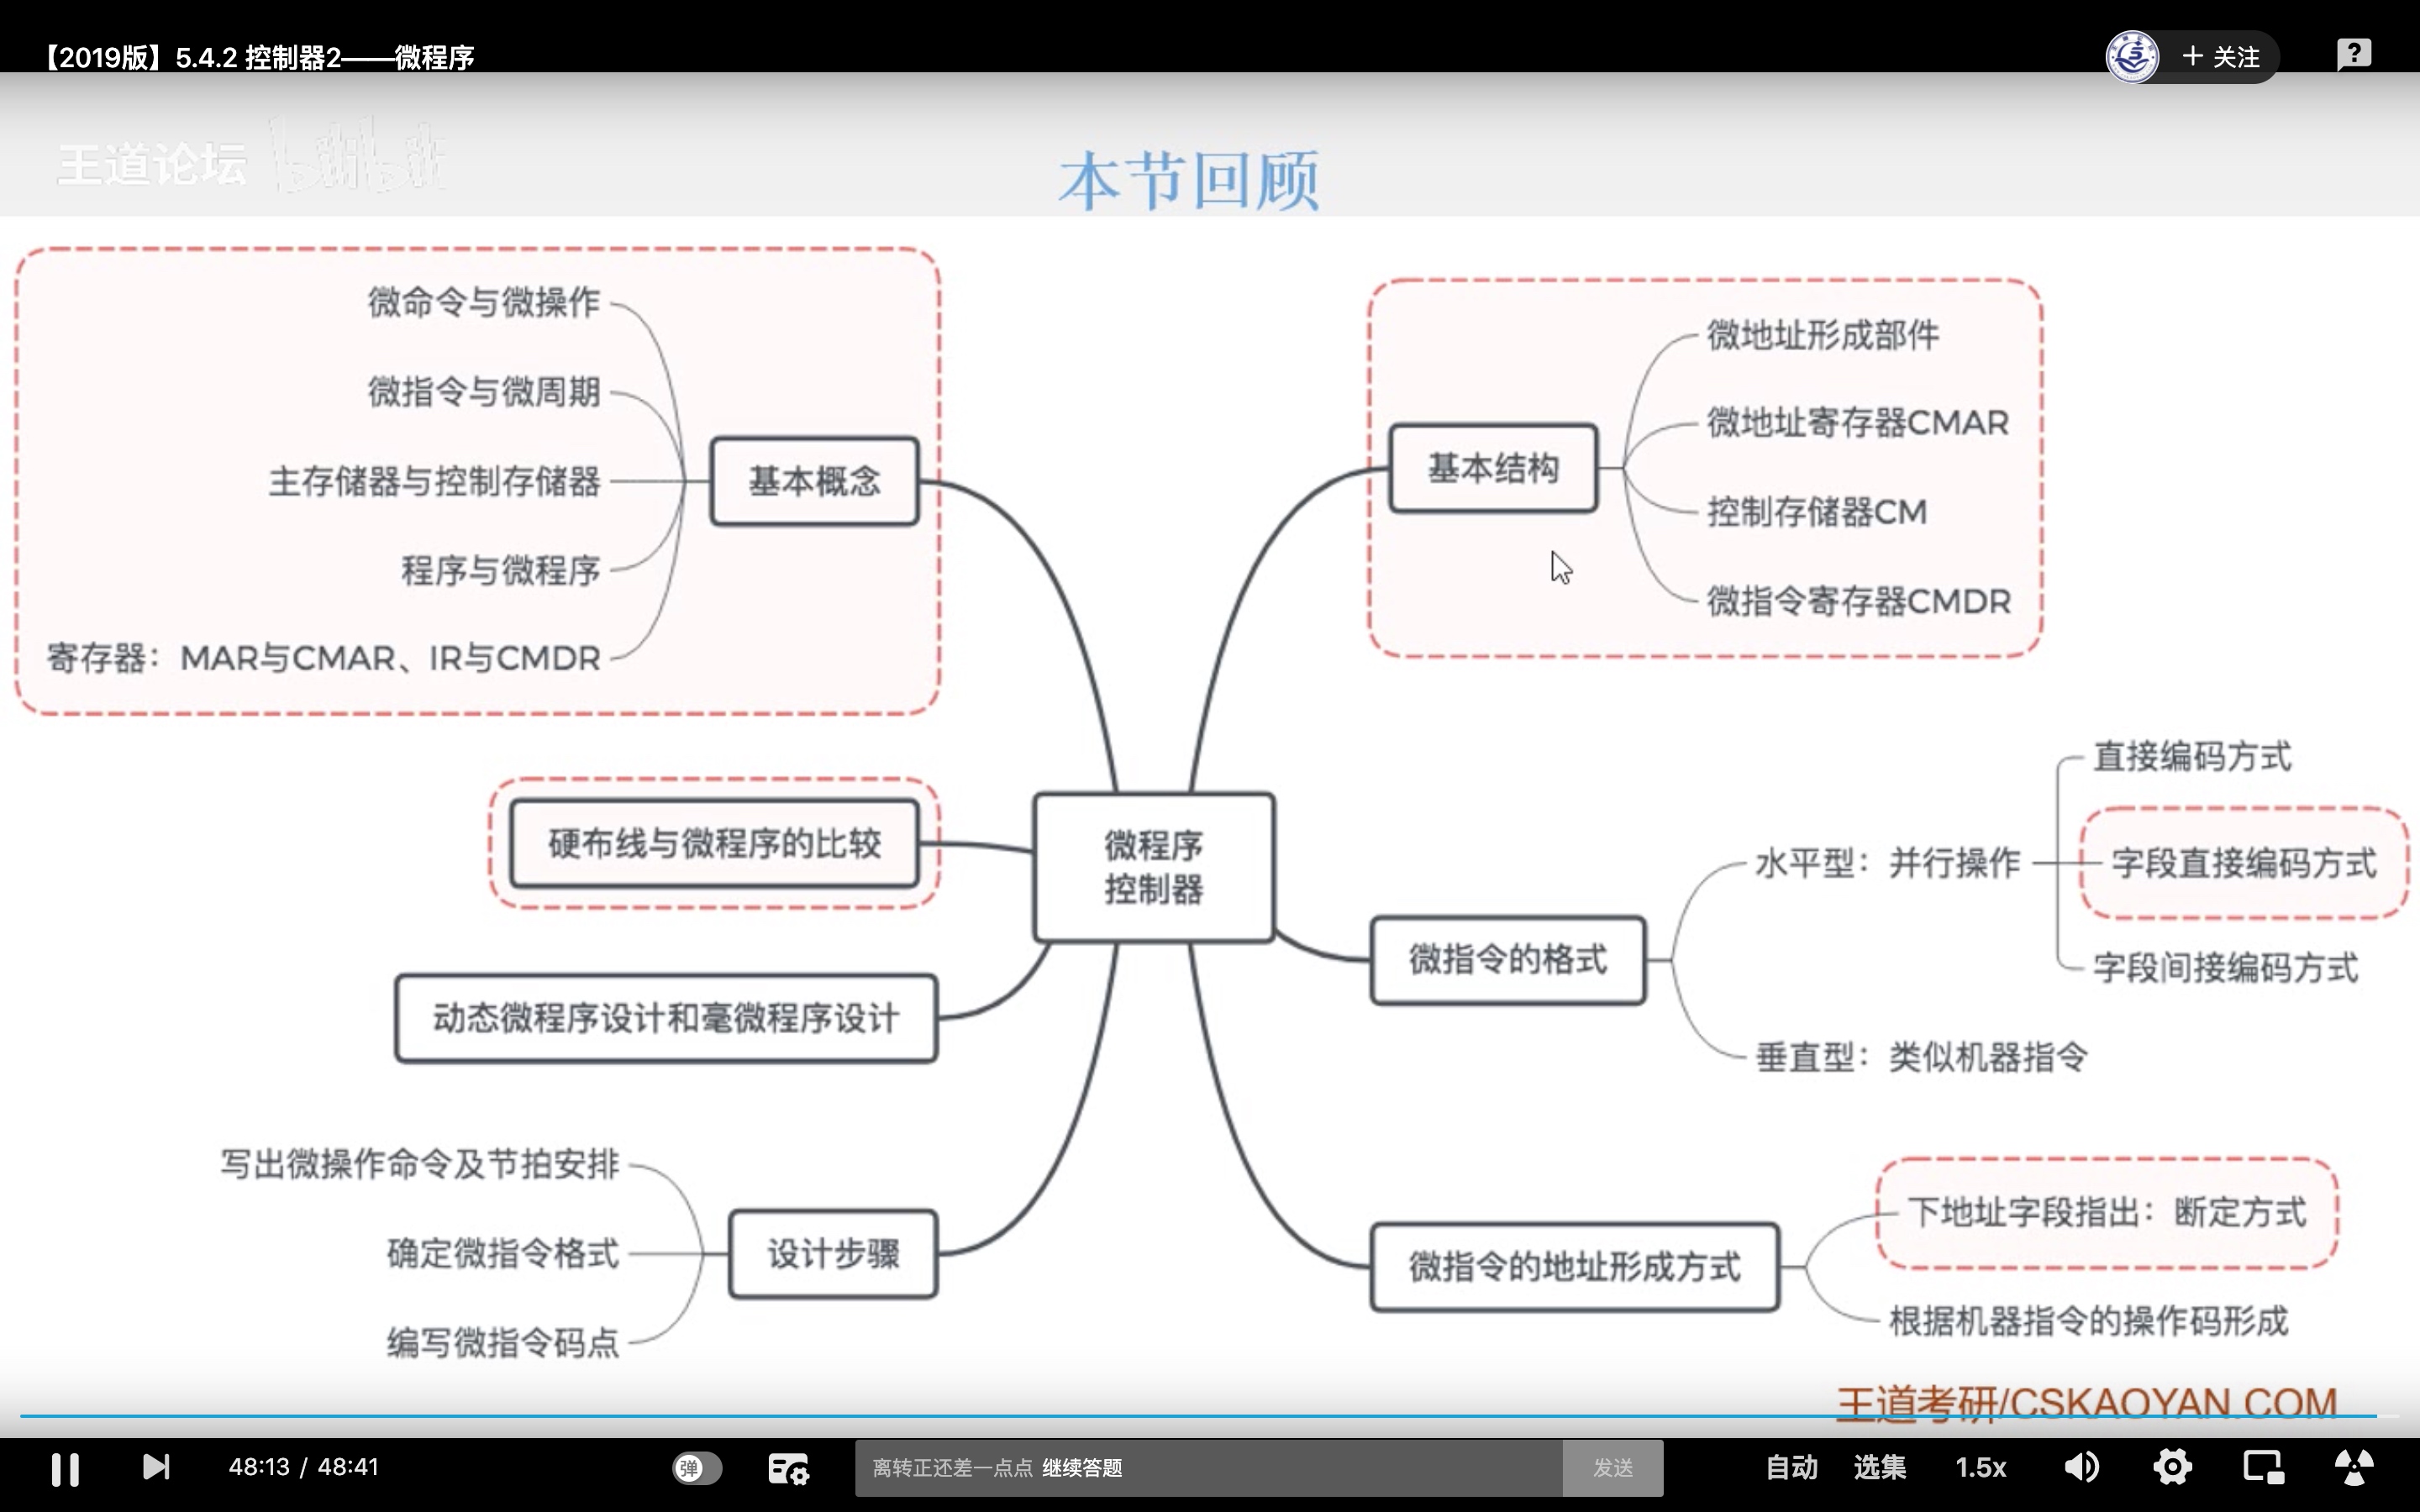 【2019版】5.4.2 控制器2——微程序
+ 关注
王道论坛 bilibili
本节回顾
微命令与微操作
微指令与微周期
主存储器与控制存储器
程序与微程序
寄存器：MAR与CMAR、IR与CMDR
基本概念
基本结构
微地址形成部件
微地址寄存器CMAR
控制存储器CM
微指令寄存器CMDR
硬布线与微程序的比较
微程序
控制器
动态微程序设计和毫微程序设计
微指令的格式
水平型：并行操作
直接编码方式
字段直接编码方式
字段间接编码方式
垂直型：类似机器指令
写出微操作命令及节拍安排
确定微指令格式
编写微指令码点
设计步骤
微指令的地址形成方式
下地址字段指出：断定方式
根据机器指令的操作码形成
王道考研/CSKAOYAN.COM
48:13 / 48:41
弹
离转正还差一点点 继续答题
发送
自动
选集
1.5x